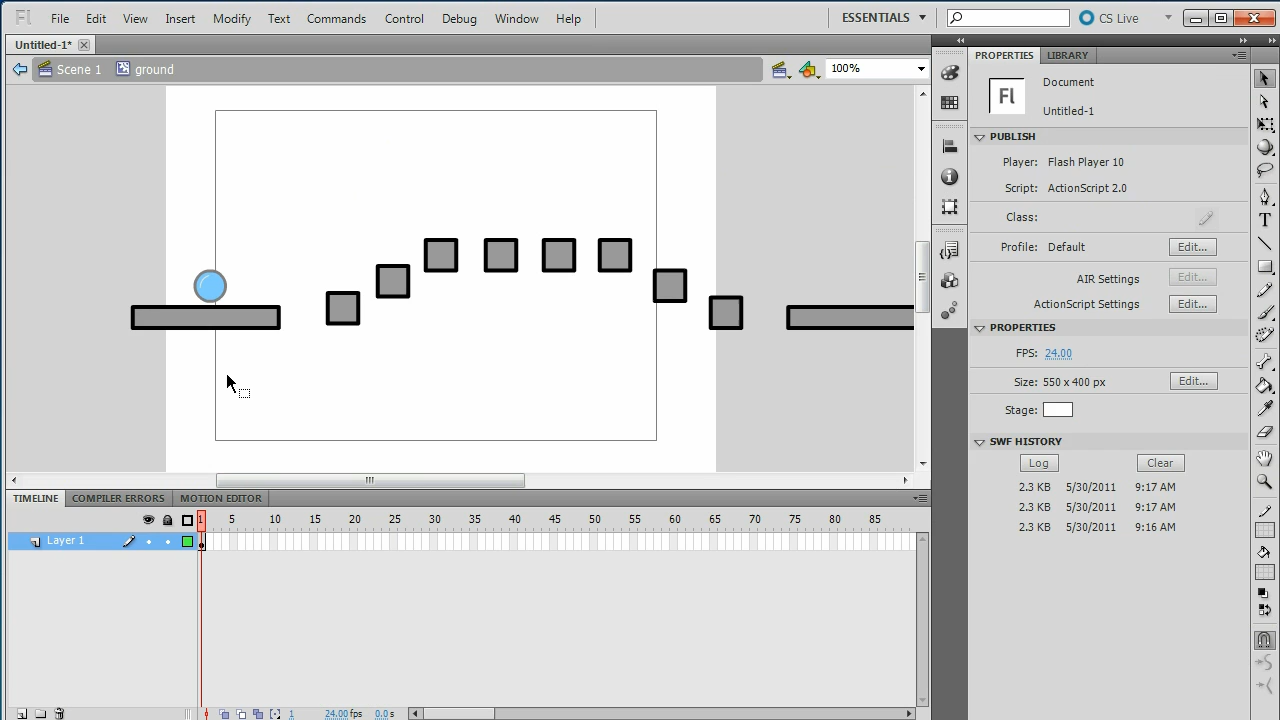 Fl File Edit View Insert Modify Text Commands Control Debug Window Help ESSENTIALS CS Live
Untitled-1*
Scene 1 ground 100%
PROPERTIES LIBRARY
Fl
Document
Untitled-1
PUBLISH
Player: Flash Player 10
Script: ActionScript 2.0
Class:
Profile: Default Edit...
AIR Settings Edit...
ActionScript Settings Edit...
PROPERTIES
FPS: 24.00
Size: 550 x 400 px Edit...
Stage:
SWF HISTORY
Log Clear
2.3 KB 5/30/2011 9:17 AM
2.3 KB 5/30/2011 9:17 AM
2.3 KB 5/30/2011 9:16 AM
TIMELINE COMPILER ERRORS MOTION EDITOR
1 5 10 15 20 25 30 35 40 45 50 55 60 65 70 75 80 85
Layer 1
1 24.00 fps 0.0 s